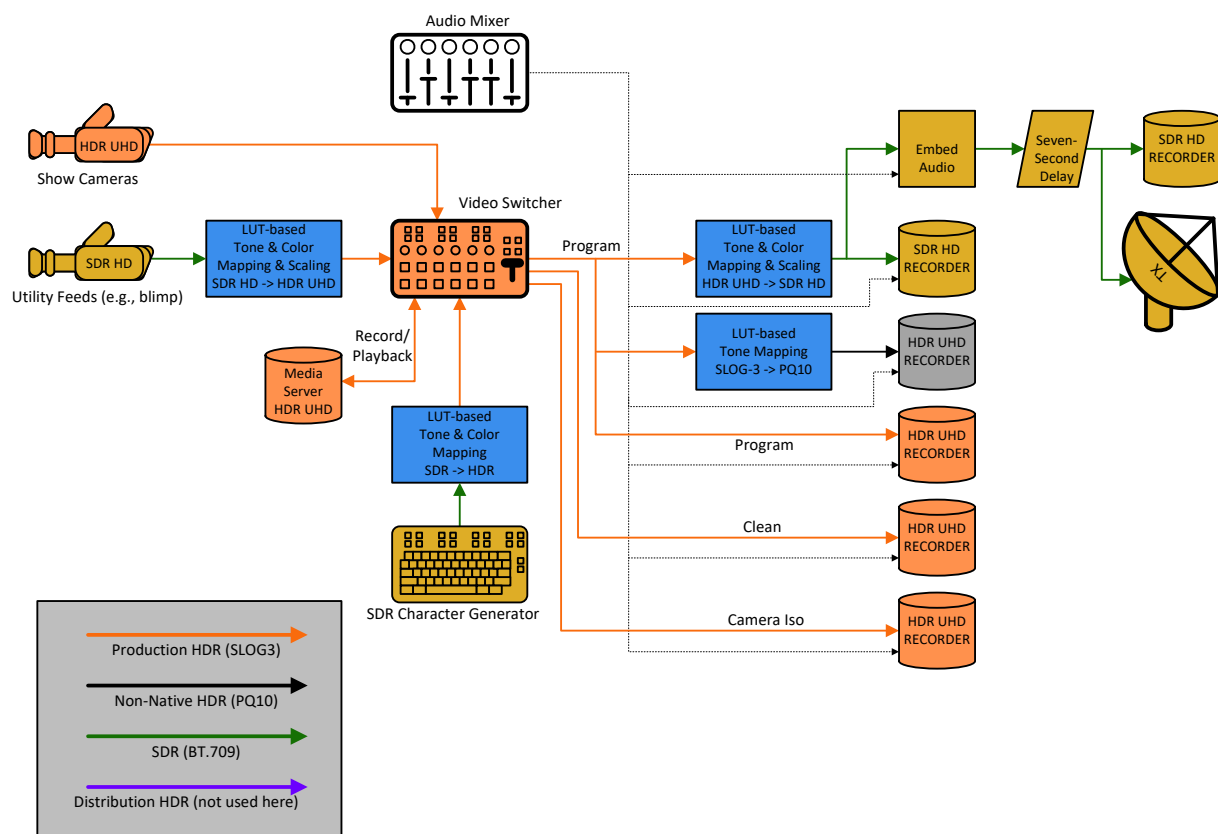 Audio Mixer
HDR UHD
Show Cameras
SDR HD
Utility Feeds (e.g., blimp)
LUT-based
Tone & Color
Mapping & Scaling
SDR HD -> HDR UHD
Video Switcher
Record/
Playback
Media
Server
HDR UHD
LUT-based
Tone & Color
Mapping
SDR -> HDR
SDR Character Generator
Program
LUT-based
Tone & Color
Mapping & Scaling
HDR UHD -> SDR HD
LUT-based
Tone Mapping
SLOG-3 -> PQ10
Embed
Audio
Seven-
Second
Delay
SDR HD
RECORDER
TX
SDR HD
RECORDER
HDR UHD
RECORDER
Program
HDR UHD
RECORDER
Clean
HDR UHD
RECORDER
Camera Iso
HDR UHD
RECORDER
Production HDR (SLOG3)
Non-Native HDR (PQ10)
SDR (BT.709)
Distribution HDR (not used here)